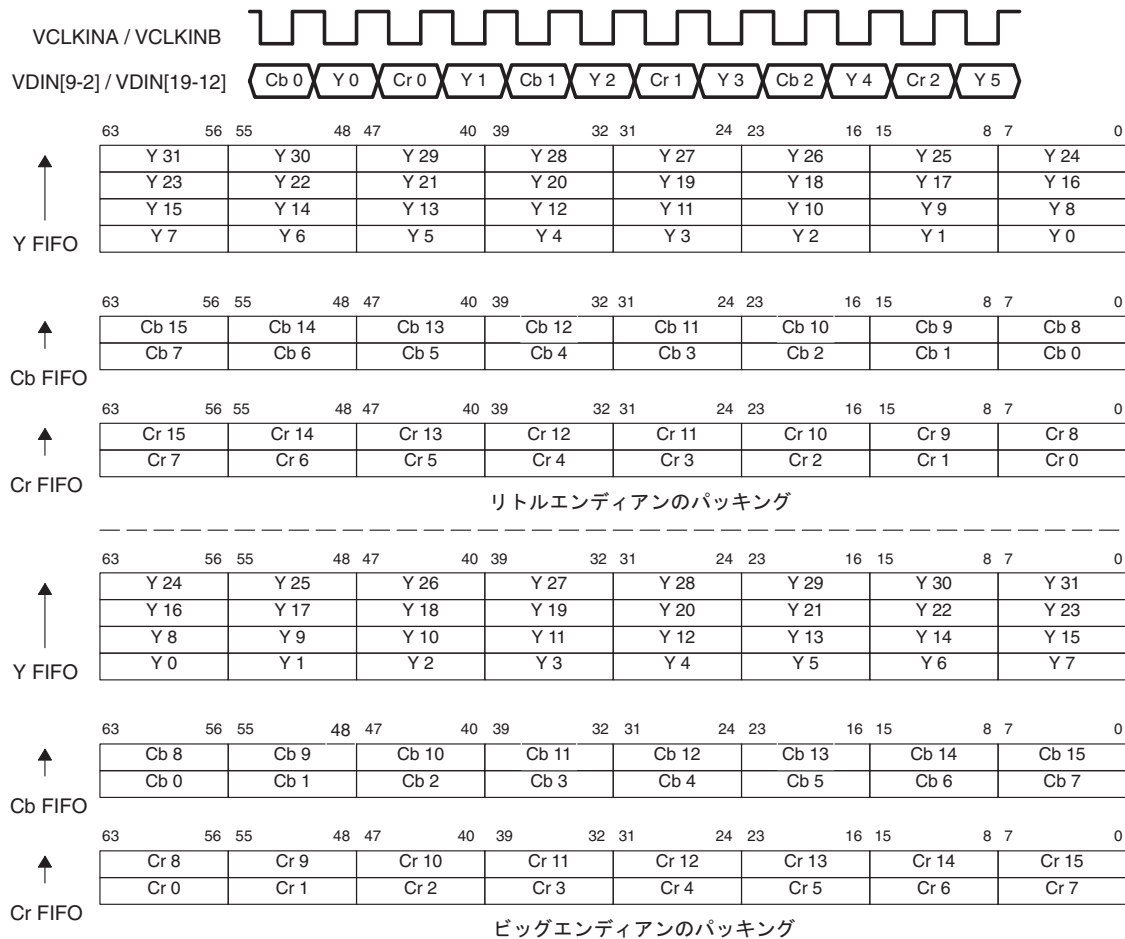 VCLKINA / VCLKINB
VDIN[9-2] / VDIN[19-12] Cb 0 Y 0 Cr 0 Y 1 Cb 1 Y 2 Cr 1 Y 3 Cb 2 Y 4 Cr 2 Y 5
63 56 55 48 47 40 39 32 31 24 23 16 15 8 7 0
Y 31 Y 30 Y 29 Y 28 Y 27 Y 26 Y 25 Y 24
Y 23 Y 22 Y 21 Y 20 Y 19 Y 18 Y 17 Y 16
Y 15 Y 14 Y 13 Y 12 Y 11 Y 10 Y 9 Y 8
Y 7 Y 6 Y 5 Y 4 Y 3 Y 2 Y 1 Y 0
Y FIFO
63 56 55 48 47 40 39 32 31 24 23 16 15 8 7 0
Cb 15 Cb 14 Cb 13 Cb 12 Cb 11 Cb 10 Cb 9 Cb 8
Cb 7 Cb 6 Cb 5 Cb 4 Cb 3 Cb 2 Cb 1 Cb 0
Cb FIFO
63 56 55 48 47 40 39 32 31 24 23 16 15 8 7 0
Cr 15 Cr 14 Cr 13 Cr 12 Cr 11 Cr 10 Cr 9 Cr 8
Cr 7 Cr 6 Cr 5 Cr 4 Cr 3 Cr 2 Cr 1 Cr 0
Cr FIFO
リトルエンディアンのパッキング
63 56 55 48 47 40 39 32 31 24 23 16 15 8 7 0
Y 24 Y 25 Y 26 Y 27 Y 28 Y 29 Y 30 Y 31
Y 16 Y 17 Y 18 Y 19 Y 20 Y 21 Y 22 Y 23
Y 8 Y 9 Y 10 Y 11 Y 12 Y 13 Y 14 Y 15
Y 0 Y 1 Y 2 Y 3 Y 4 Y 5 Y 6 Y 7
Y FIFO
63 56 55 48 47 40 39 32 31 24 23 16 15 8 7 0
Cb 8 Cb 9 Cb 10 Cb 11 Cb 12 Cb 13 Cb 14 Cb 15
Cb 0 Cb 1 Cb 2 Cb 3 Cb 4 Cb 5 Cb 6 Cb 7
Cb FIFO
63 56 55 48 47 40 39 32 31 24 23 16 15 8 7 0
Cr 8 Cr 9 Cr 10 Cr 11 Cr 12 Cr 13 Cr 14 Cr 15
Cr 0 Cr 1 Cr 2 Cr 3 Cr 4 Cr 5 Cr 6 Cr 7
Cr FIFO
ビッグエンディアンのパッキング